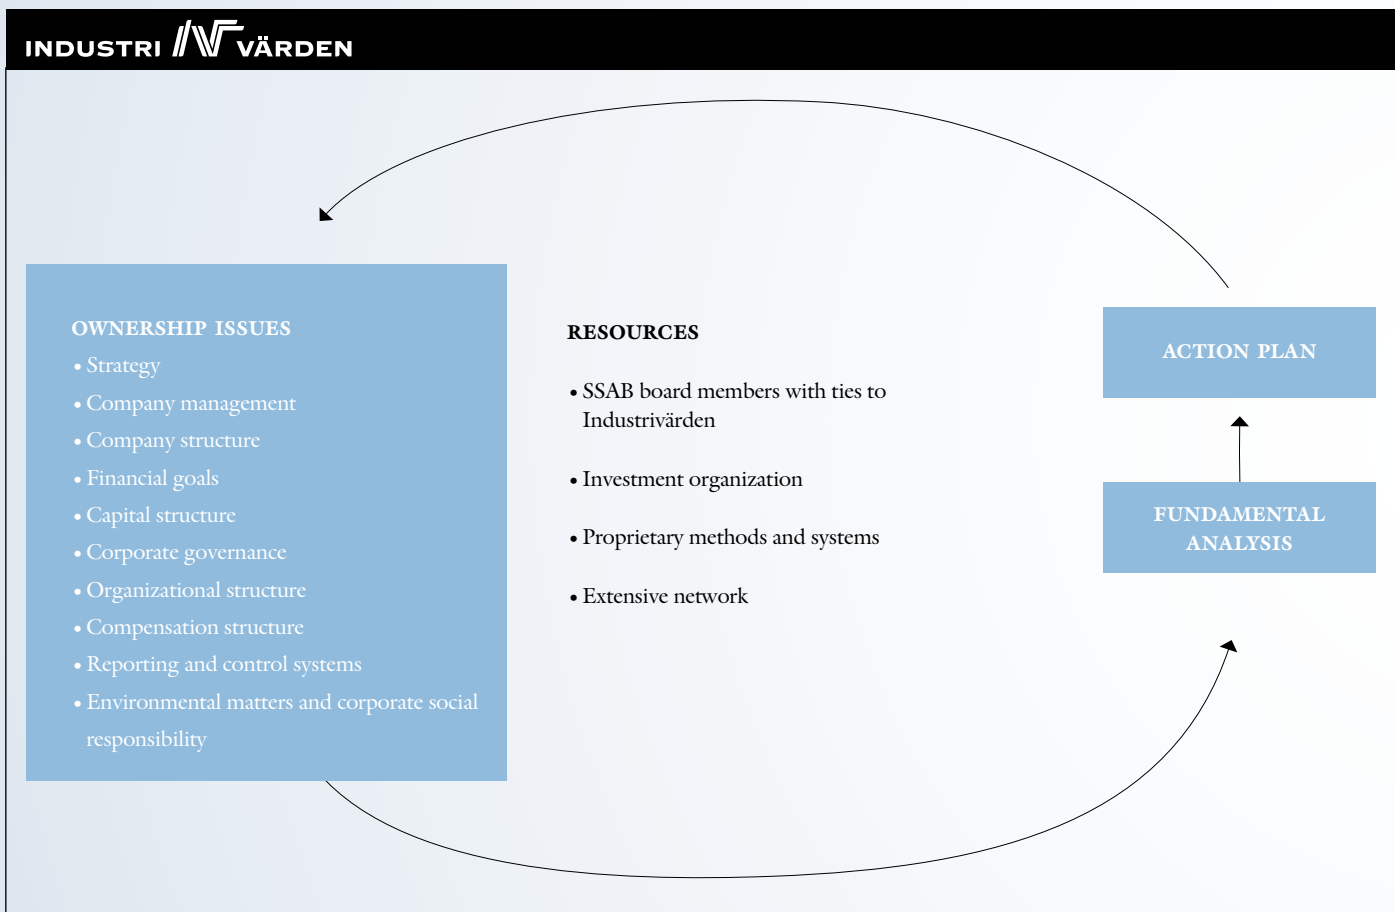 INDUSTRI VÄRDEN
OWNERSHIP ISSUES
• Strategy
• Company management
• Company structure
• Financial goals
• Capital structure
• Corporate governance
• Organizational structure
• Compensation structure
• Reporting and control systems
• Environmental matters and corporate social
responsibility
RESOURCES
• SSAB board members with ties to
Industrivärden
• Investment organization
• Proprietary methods and systems
• Extensive network
ACTION PLAN
FUNDAMENTAL
ANALYSIS